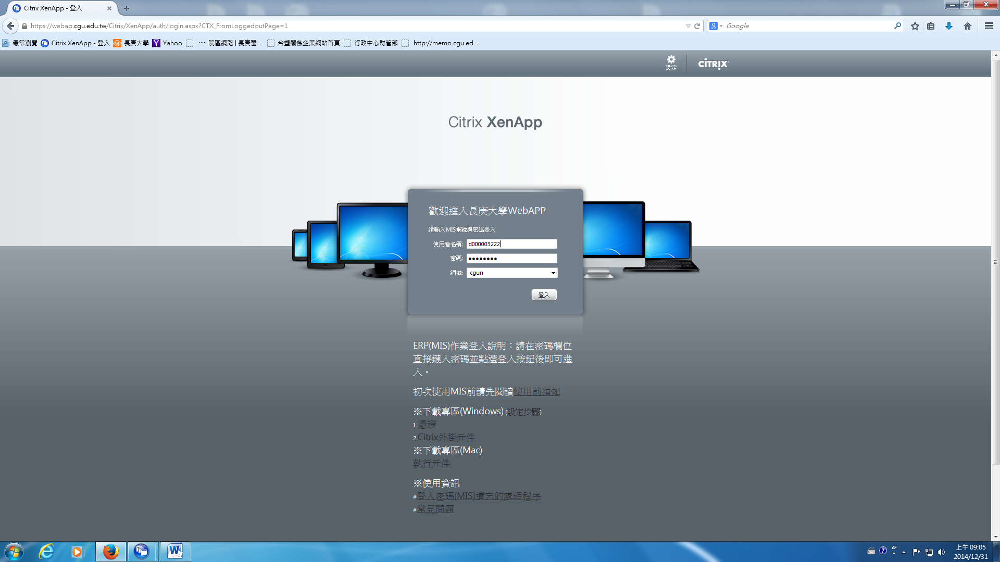 Citrix XenApp - 登入
https://webap.cgu.edu.tw/Citrix/XenApp/auth/login.aspx?CTX_FromLoggedoutPage=1
8
Google
最常瀏覽 Citrix XenApp - 登入 長庚大學 Yahoo ::::: 院區網路 | 長庚醫... 台塑關係企業網站首頁 行政中心財管部 http://memo.cgu.ed...
設定
CİTRIX
Citrix XenApp
歡迎進入長庚大學WebAPP
請輸入MIS帳號與密碼登入
使用者名稱: d000003222
密碼: ••••••••
網域: cgun
登入
ERP(MIS)作業登入說明：請在密碼欄位
直接鍵入密碼並點選登入按鈕後即可進
入。
初次使用MIS前請先閱讀使用前須知
※下載專區(Windows) (設定步驟)
1.憑證
2.Citrix外掛元件
※下載專區(Mac)
執行元件
※使用資訊
#登入密碼(MIS)遺忘的處理程序
#常見問題
上午 09:05
2014/12/31